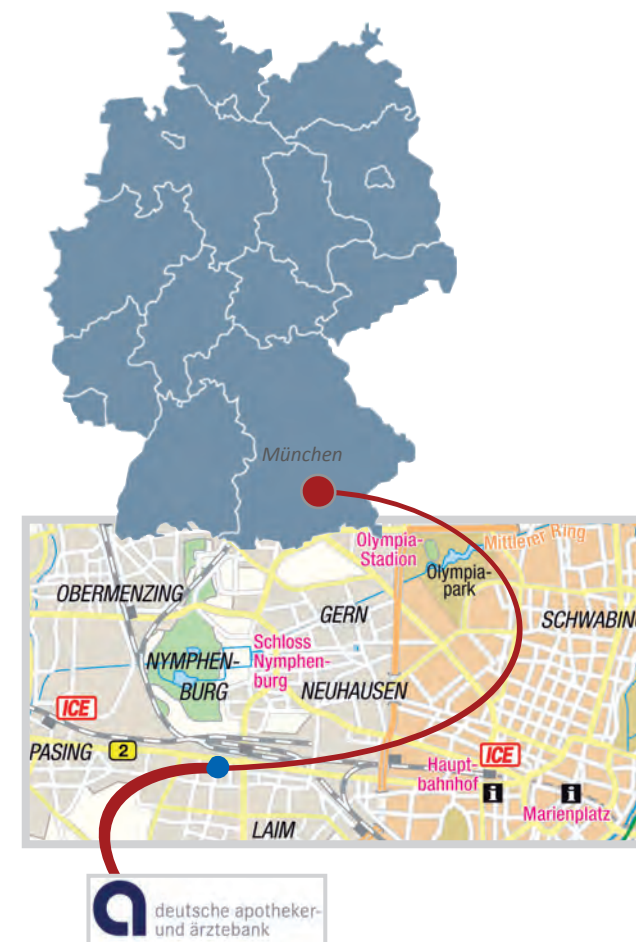 München
Olympia-
Stadion
Mittlerer Ring
Olympia-
park
OBERMENZING
GERN
SCHWABING
NYMPHEN-
BURG
Schloss
Nymphen-
burg
NEUHAUSEN
ICE
PASING
2
Haupt-
bahnhof
ICE
i
i
Marienplatz
LAIM
deutsche apotheker-
und ärztebank